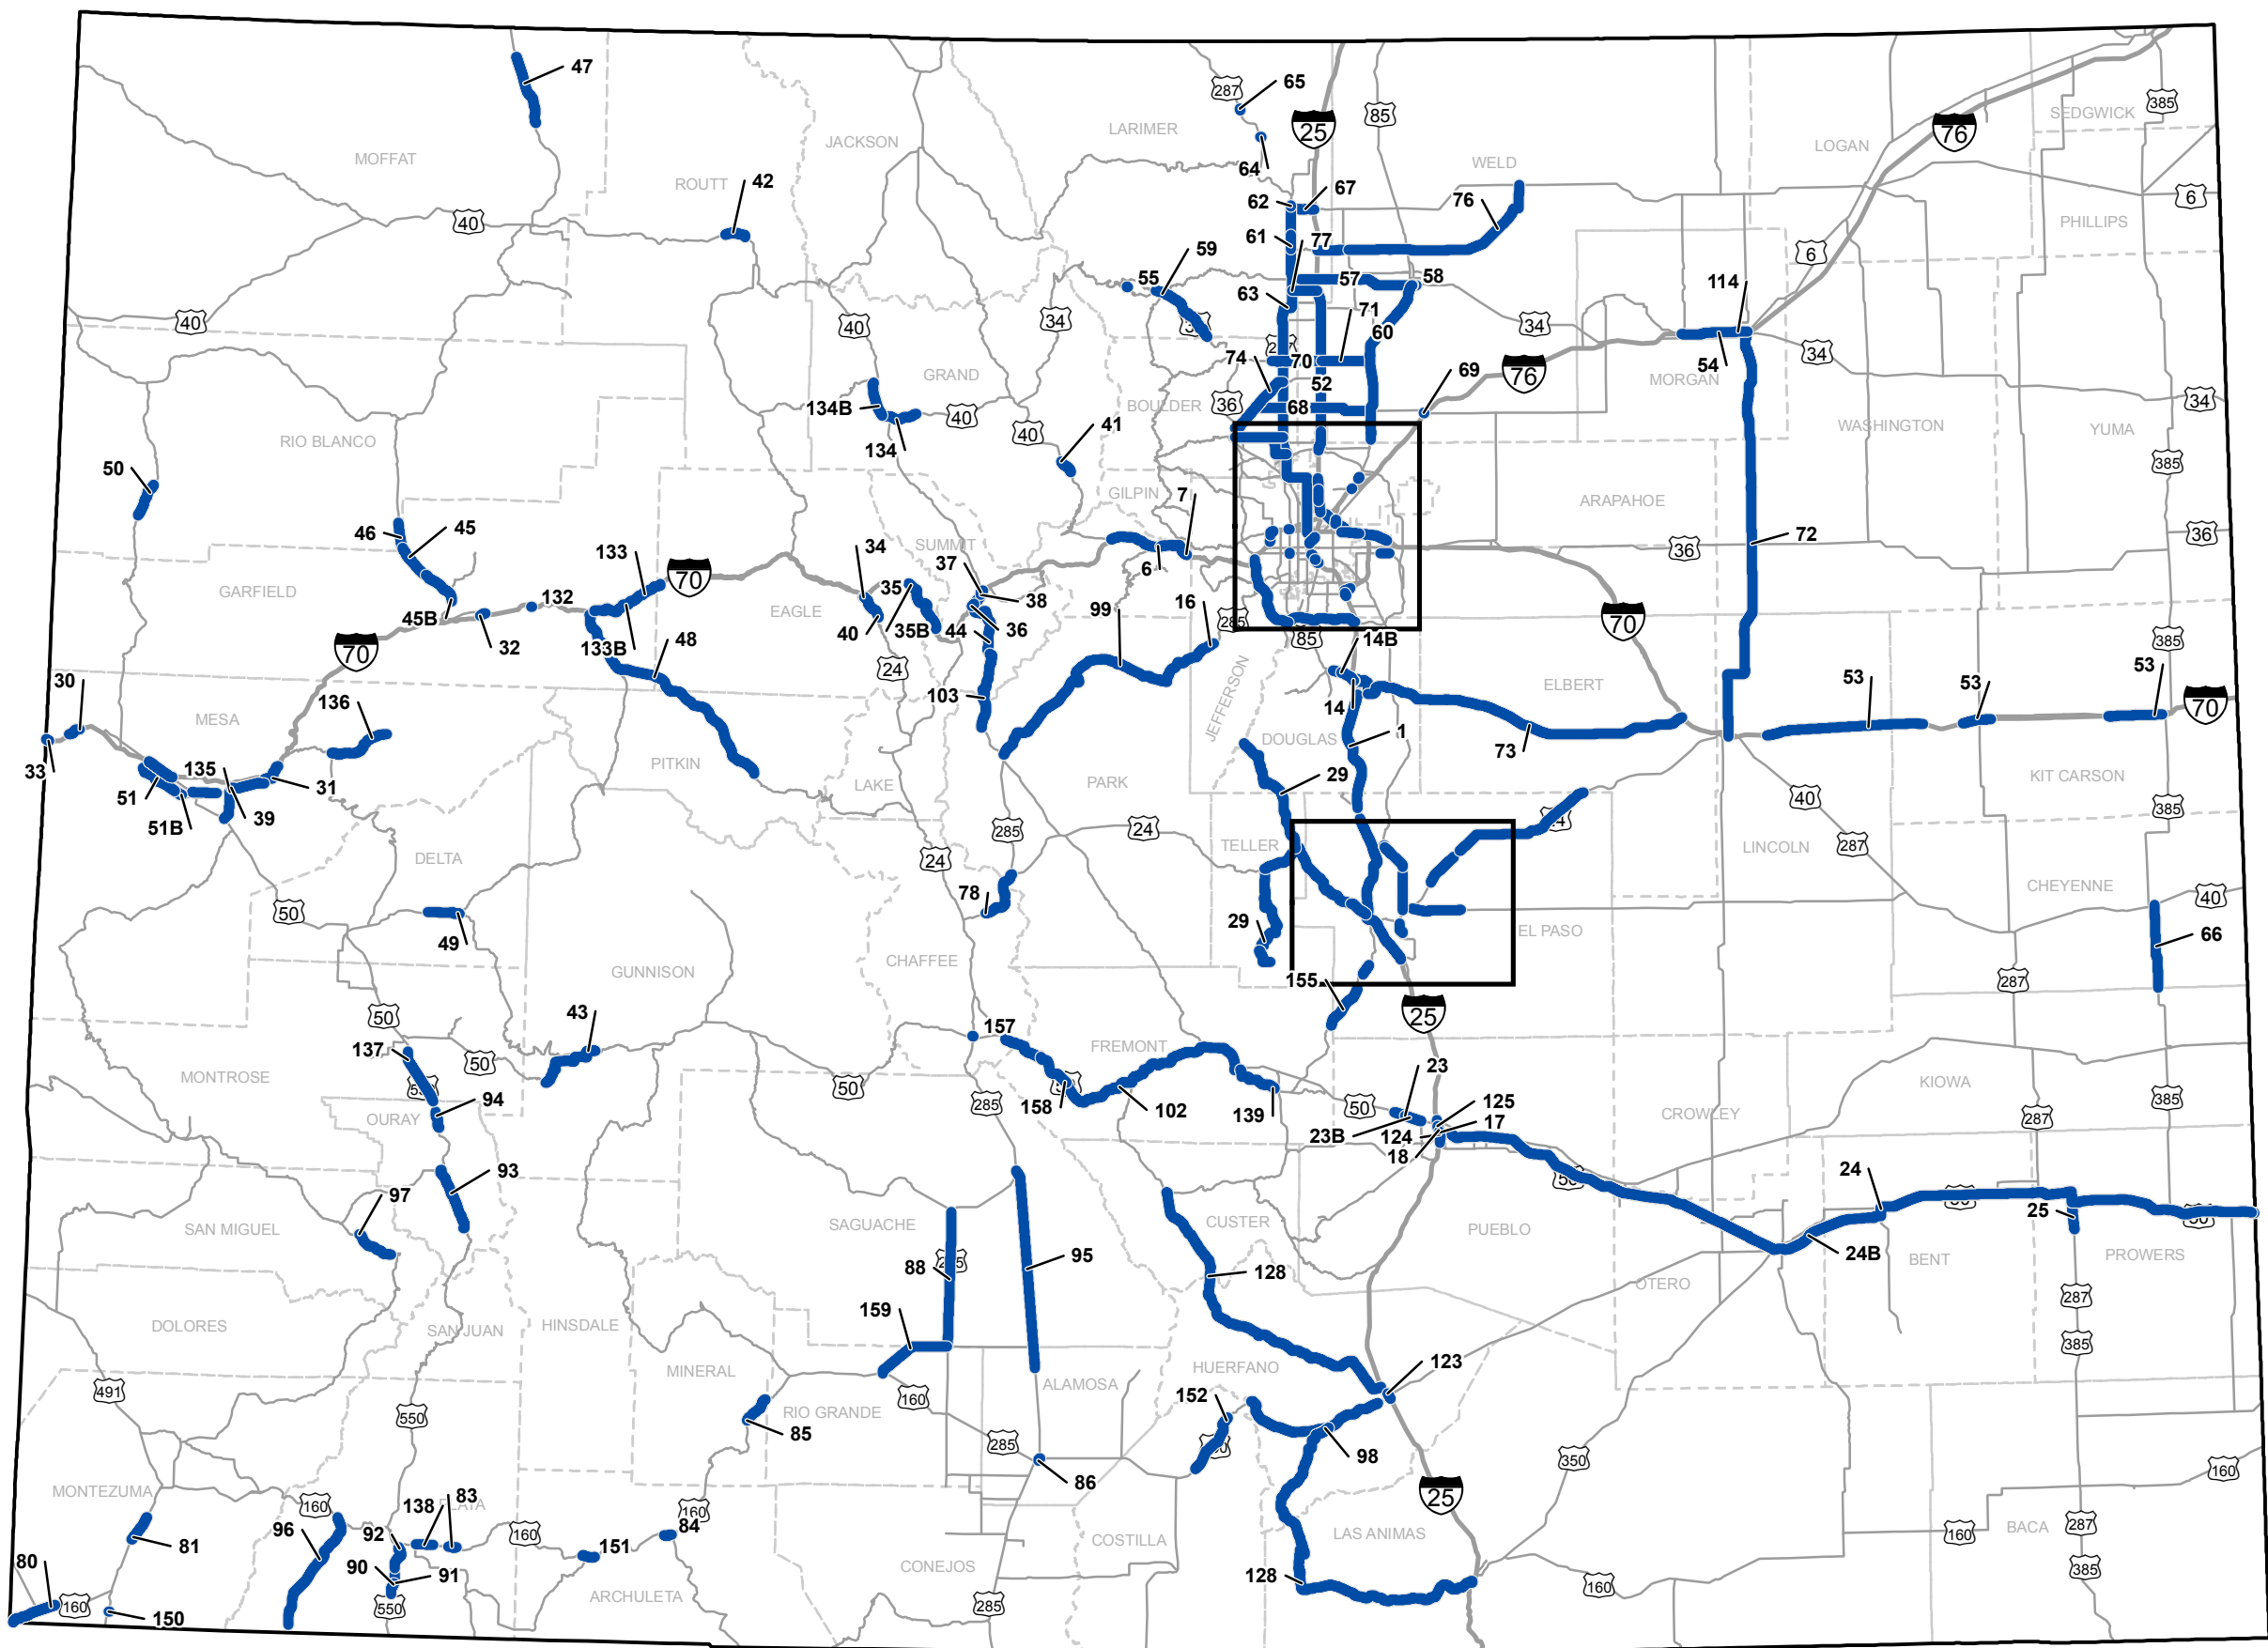 47
65
287
25
85
76
SEDGWICK
385
MOFFAT
JACKSON
LARIMER
LOGAN
WELD
64
ROUTT
42
67
62
76
6
PHILLIPS
40
61
77
59
6
55
57
58
114
40
40
34
63
71
34
60
34
74
70
76
54
MORGAN
GRAND
52
69
134B
40
BOULDER
36
68
34
RIO BLANCO
134
40
41
WASHINGTON
YUMA
50
385
GILPIN
7
ARAPAHOE
46
45
133
34
SUMMIT
37
36
72
36
70
6
GARFIELD
132
EAGLE
35
38
99
16
45B
32
133B
48
40
35B
44
36
285
85
14B
70
385
70
24
30
JEFFERSON
ELBERT
53
53
53
MESA
136
103
14
70
33
135
PITKIN
DOUGLAS
1
73
51
31
LAKE
PARK
29
KIT CARSON
51B
39
40
385
285
24
24
TELLER
LINCOLN
287
DELTA
24
CHEYENNE
40
50
78
49
29
EL PASO
66
GUNNISON
CHAFFEE
155
287
50
43
25
137
157
FREMONT
50
MONTROSE
50
23
KIOWA
94
285
158
102
139
50
125
CROWLEY
385
OURAY
23B
124
17
287
18
93
24
97
SAN MIGUEL
SAGUACHE
CUSTER
PUEBLO
25
88
95
128
24B
BENT
PROWERS
OTERO
287
159
DOLORES
SAN JUAN
HINSDALE
385
MINERAL
HUERFANO
123
491
ALAMOSA
160
152
550
RIO GRANDE
85
285
98
350
86
160
MONTEZUMA
160
138
83
160
25
96
92
160
84
LAS ANIMAS
160
BACA
287
81
151
COSTILLA
80
90
91
CONEJOS
385
160
550
ARCHULETA
285
128
160
150